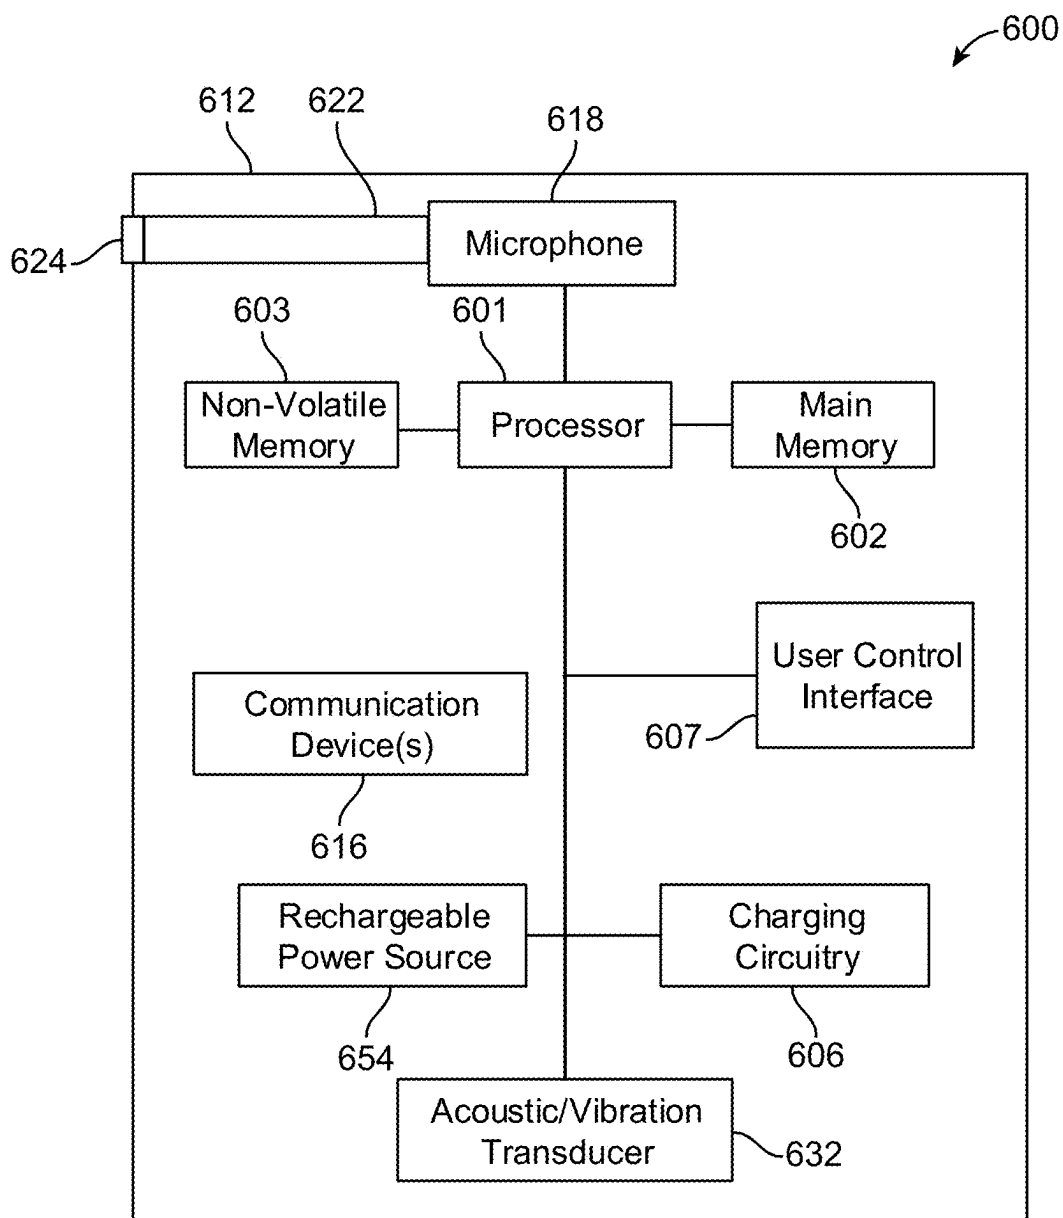 600
612
622
618
Microphone
624
603
601
Non-Volatile
Memory
Processor
Main
Memory
602
User Control
Interface
607
Communication
Device(s)
616
Rechargeable
Power Source
654
Charging
Circuitry
606
Acoustic/Vibration
Transducer
632